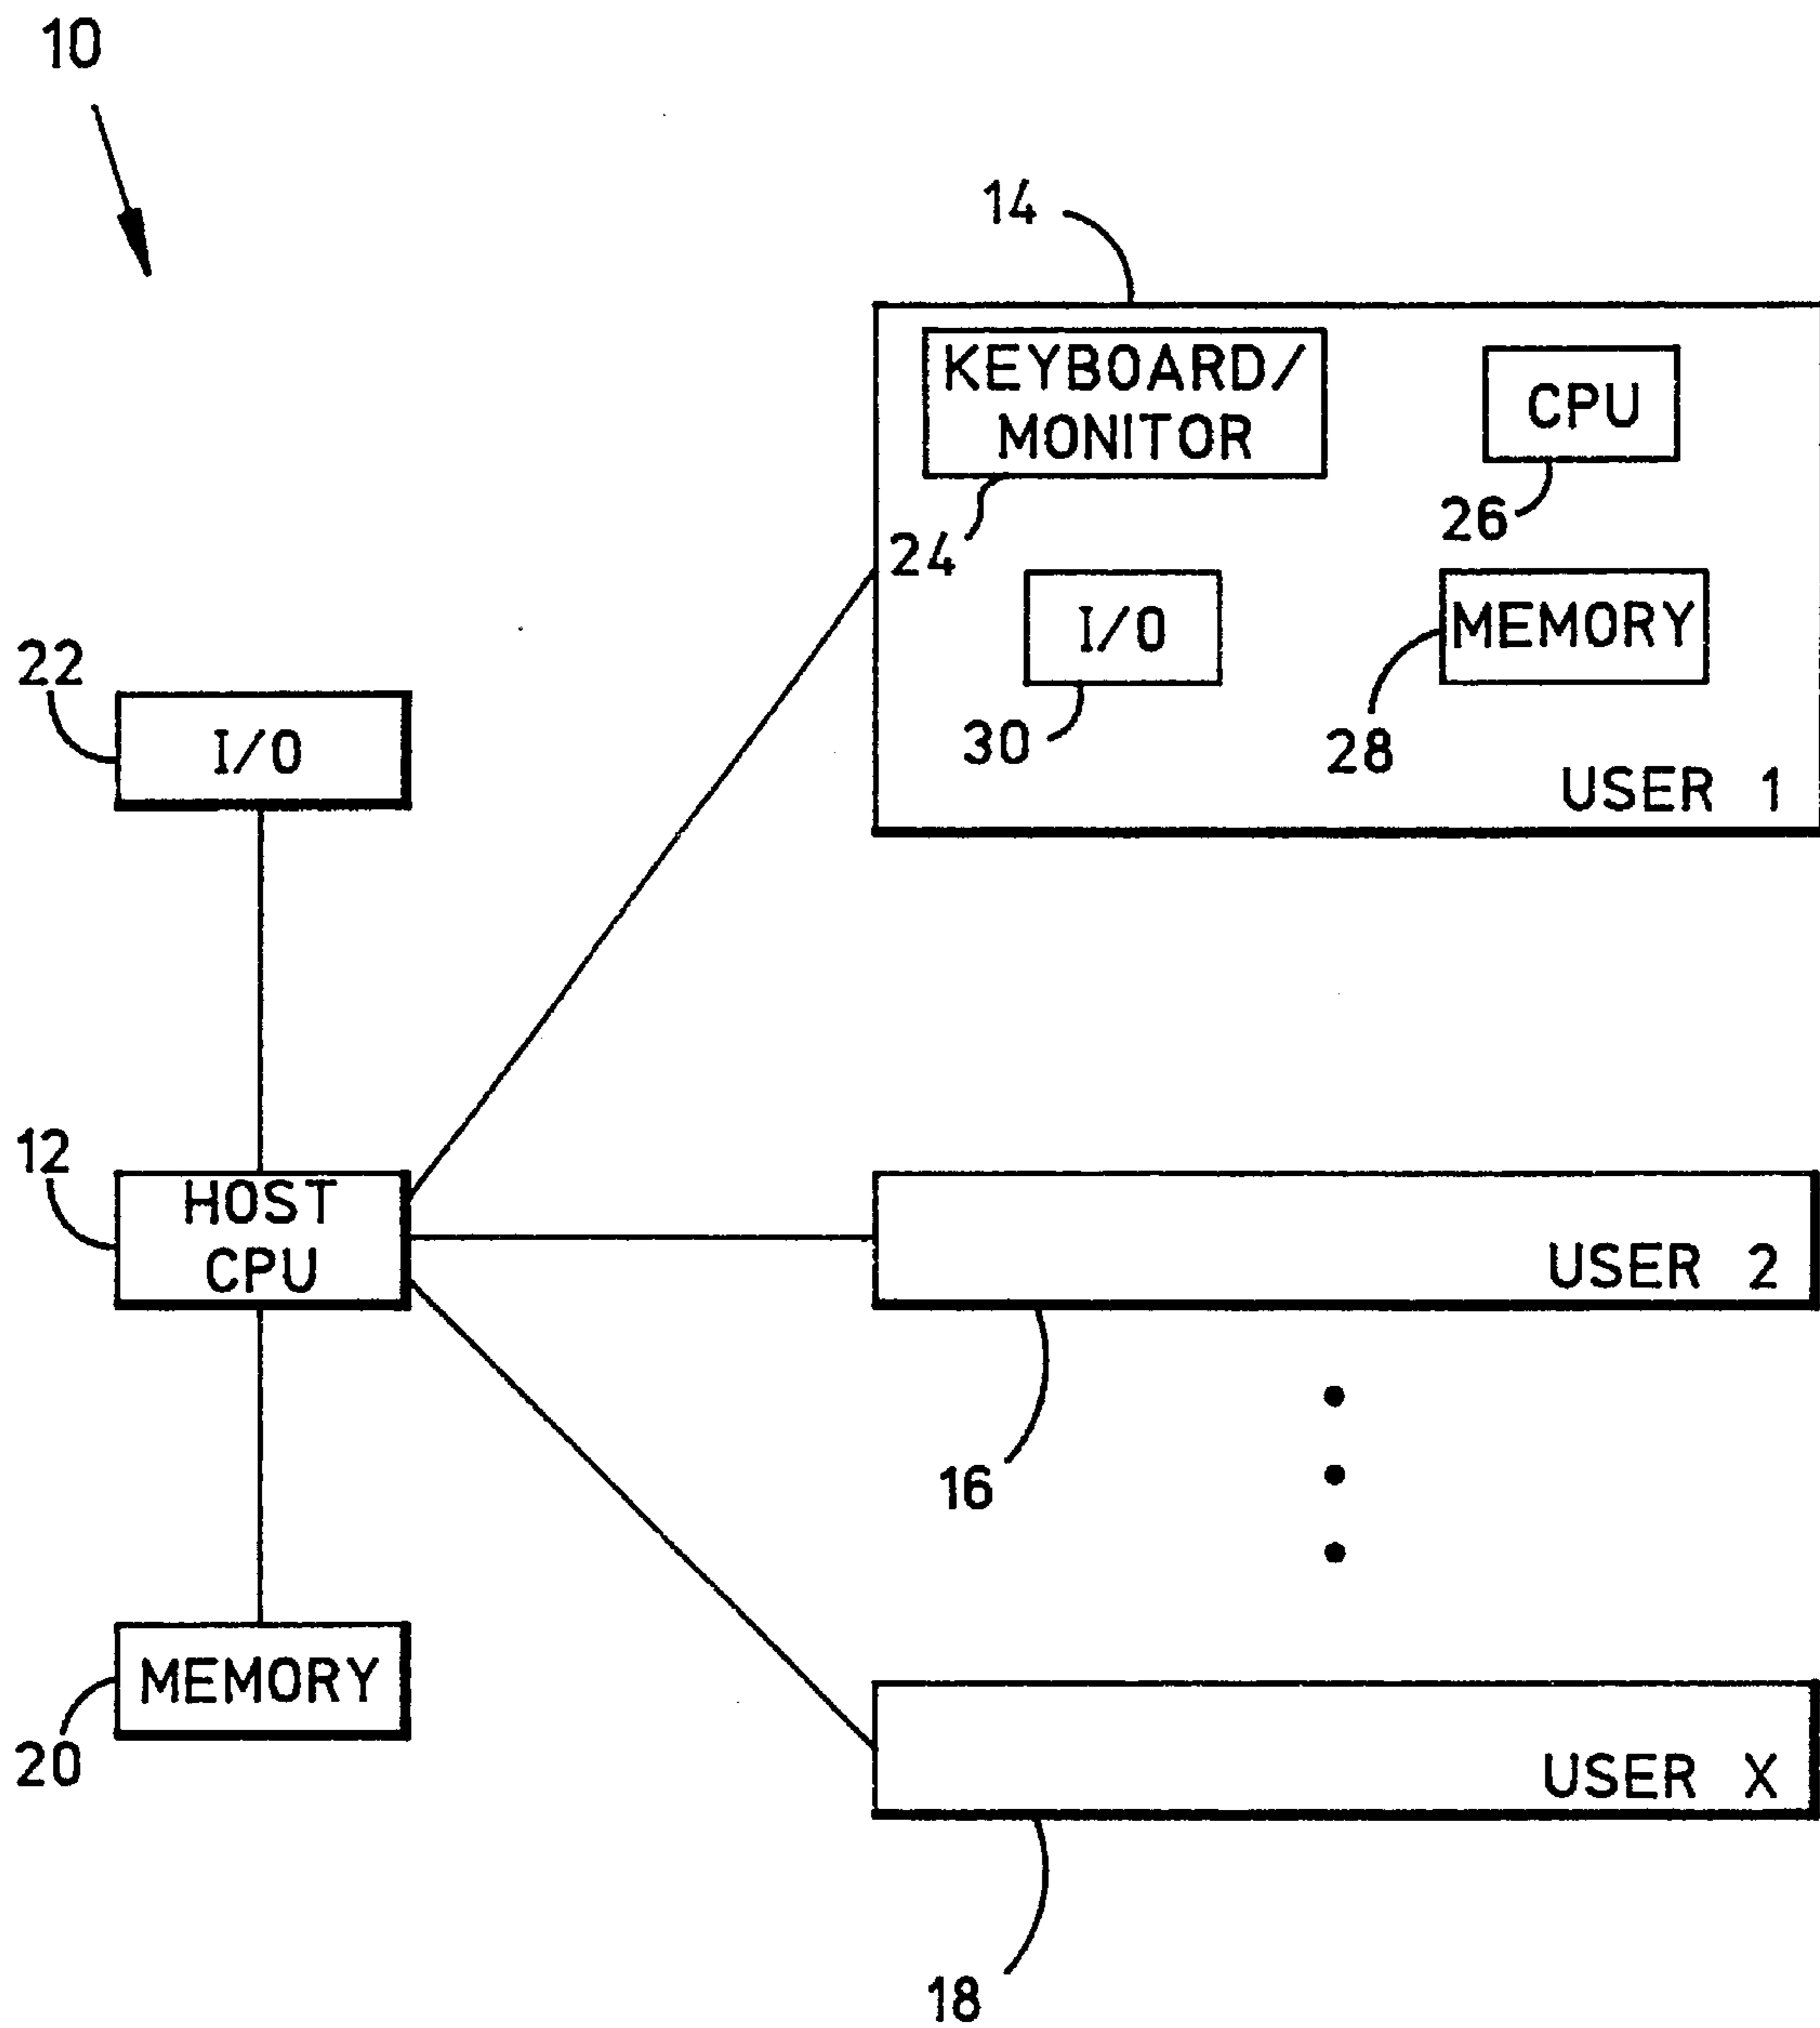 10
14
KEYBOARD/
MONITOR
CPU
24
26
I/O
MEMORY
30
28
USER 1
22
I/O
12
HOST
CPU
USER 2
16
MEMORY
20
USER X
18